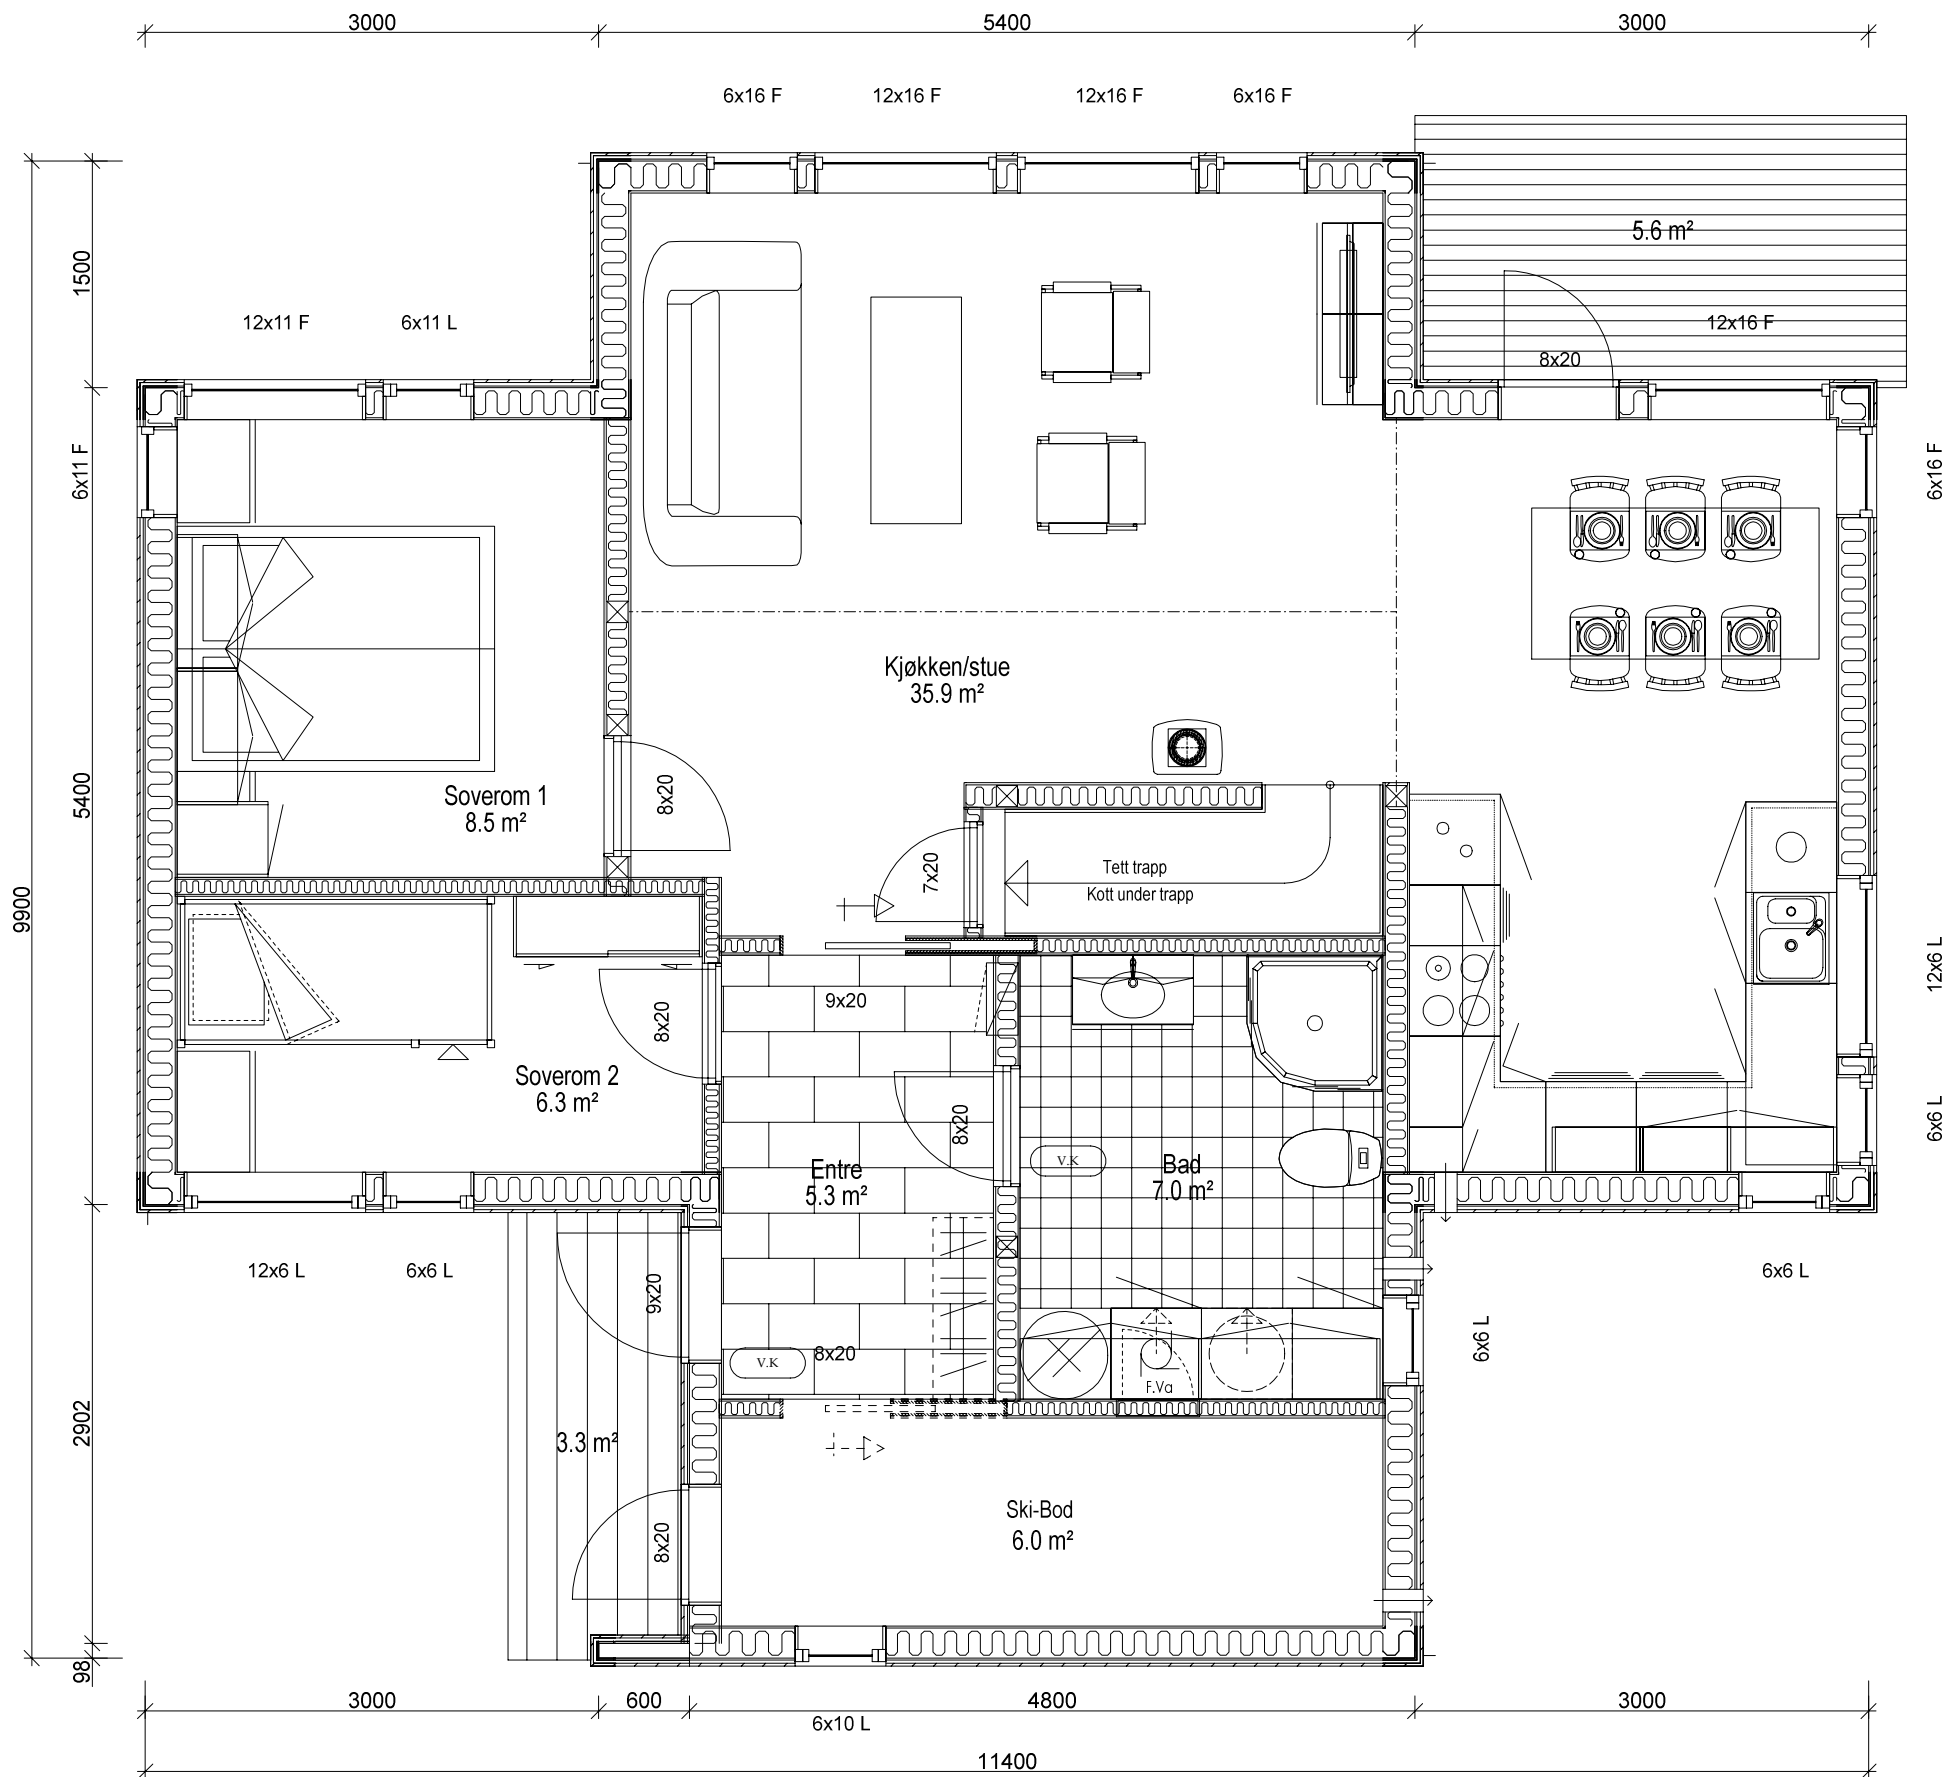 3000
5400
3000
6x16 F
12x16 F
12x16 F
6x16 F
5.6 m²
1500
12x11 F
6x11 L
12x16 F
8x20
6x11 F
6x16 F
Kjøkken/stue
35.9 m²
5400
Soverom 1
8.5 m²
8x20
7x20
Tett trapp
Kott under trapp
9900
12x6 L
9x20
8x20
Soverom 2
6.3 m²
8x20
6x6 L
Entre
5.3 m²
V.K
Bad
7.0 m²
12x6 L
6x6 L
9x20
6x6 L
6x6 L
V.K
8x20
F.Va
2902
3.3 m²
8x20
Ski-Bod
6.0 m²
98
3000
600
4800
3000
6x10 L
11400